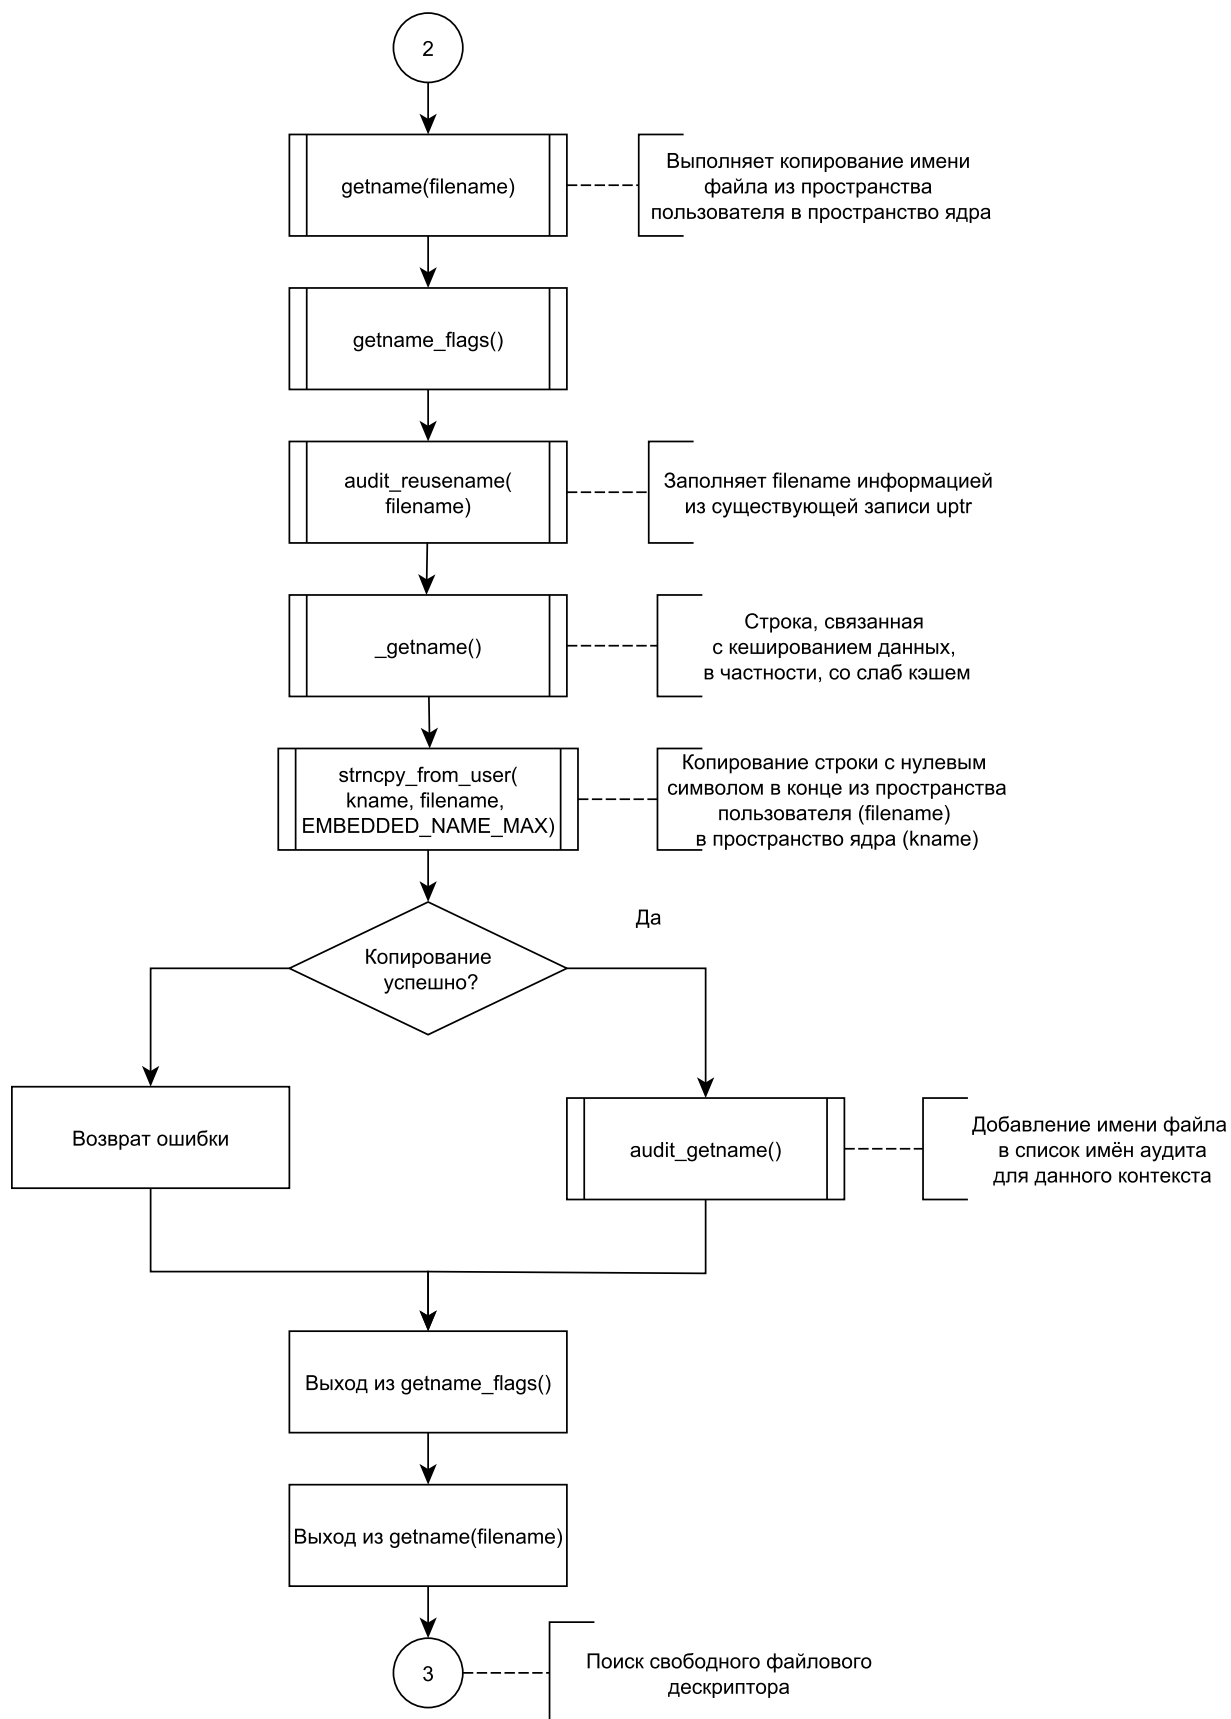 2
getname(filename)
Выполняет копирование имени
файла из пространства
пользователя в пространство ядра
getname_flags()
audit_reusename(
filename)
Заполняет filename информацией
из существующей записи uptr
_getname()
Строка, связанная
с кешированием данных,
в частности, со слаб кэшем
strncpy_from_user(
kname, filename,
EMBEDDED_NAME_MAX)
Копирование строки с нулевым
символом в конце из пространства
пользователя (filename)
в пространство ядра (kname)
Да
Копирование
успешно?
Возврат ошибки
audit_getname()
Добавление имени файла
в список имён аудита
для данного контекста
Выход из getname_flags()
Выход из getname(filename)
3
Поиск свободного файлового
дескриптора